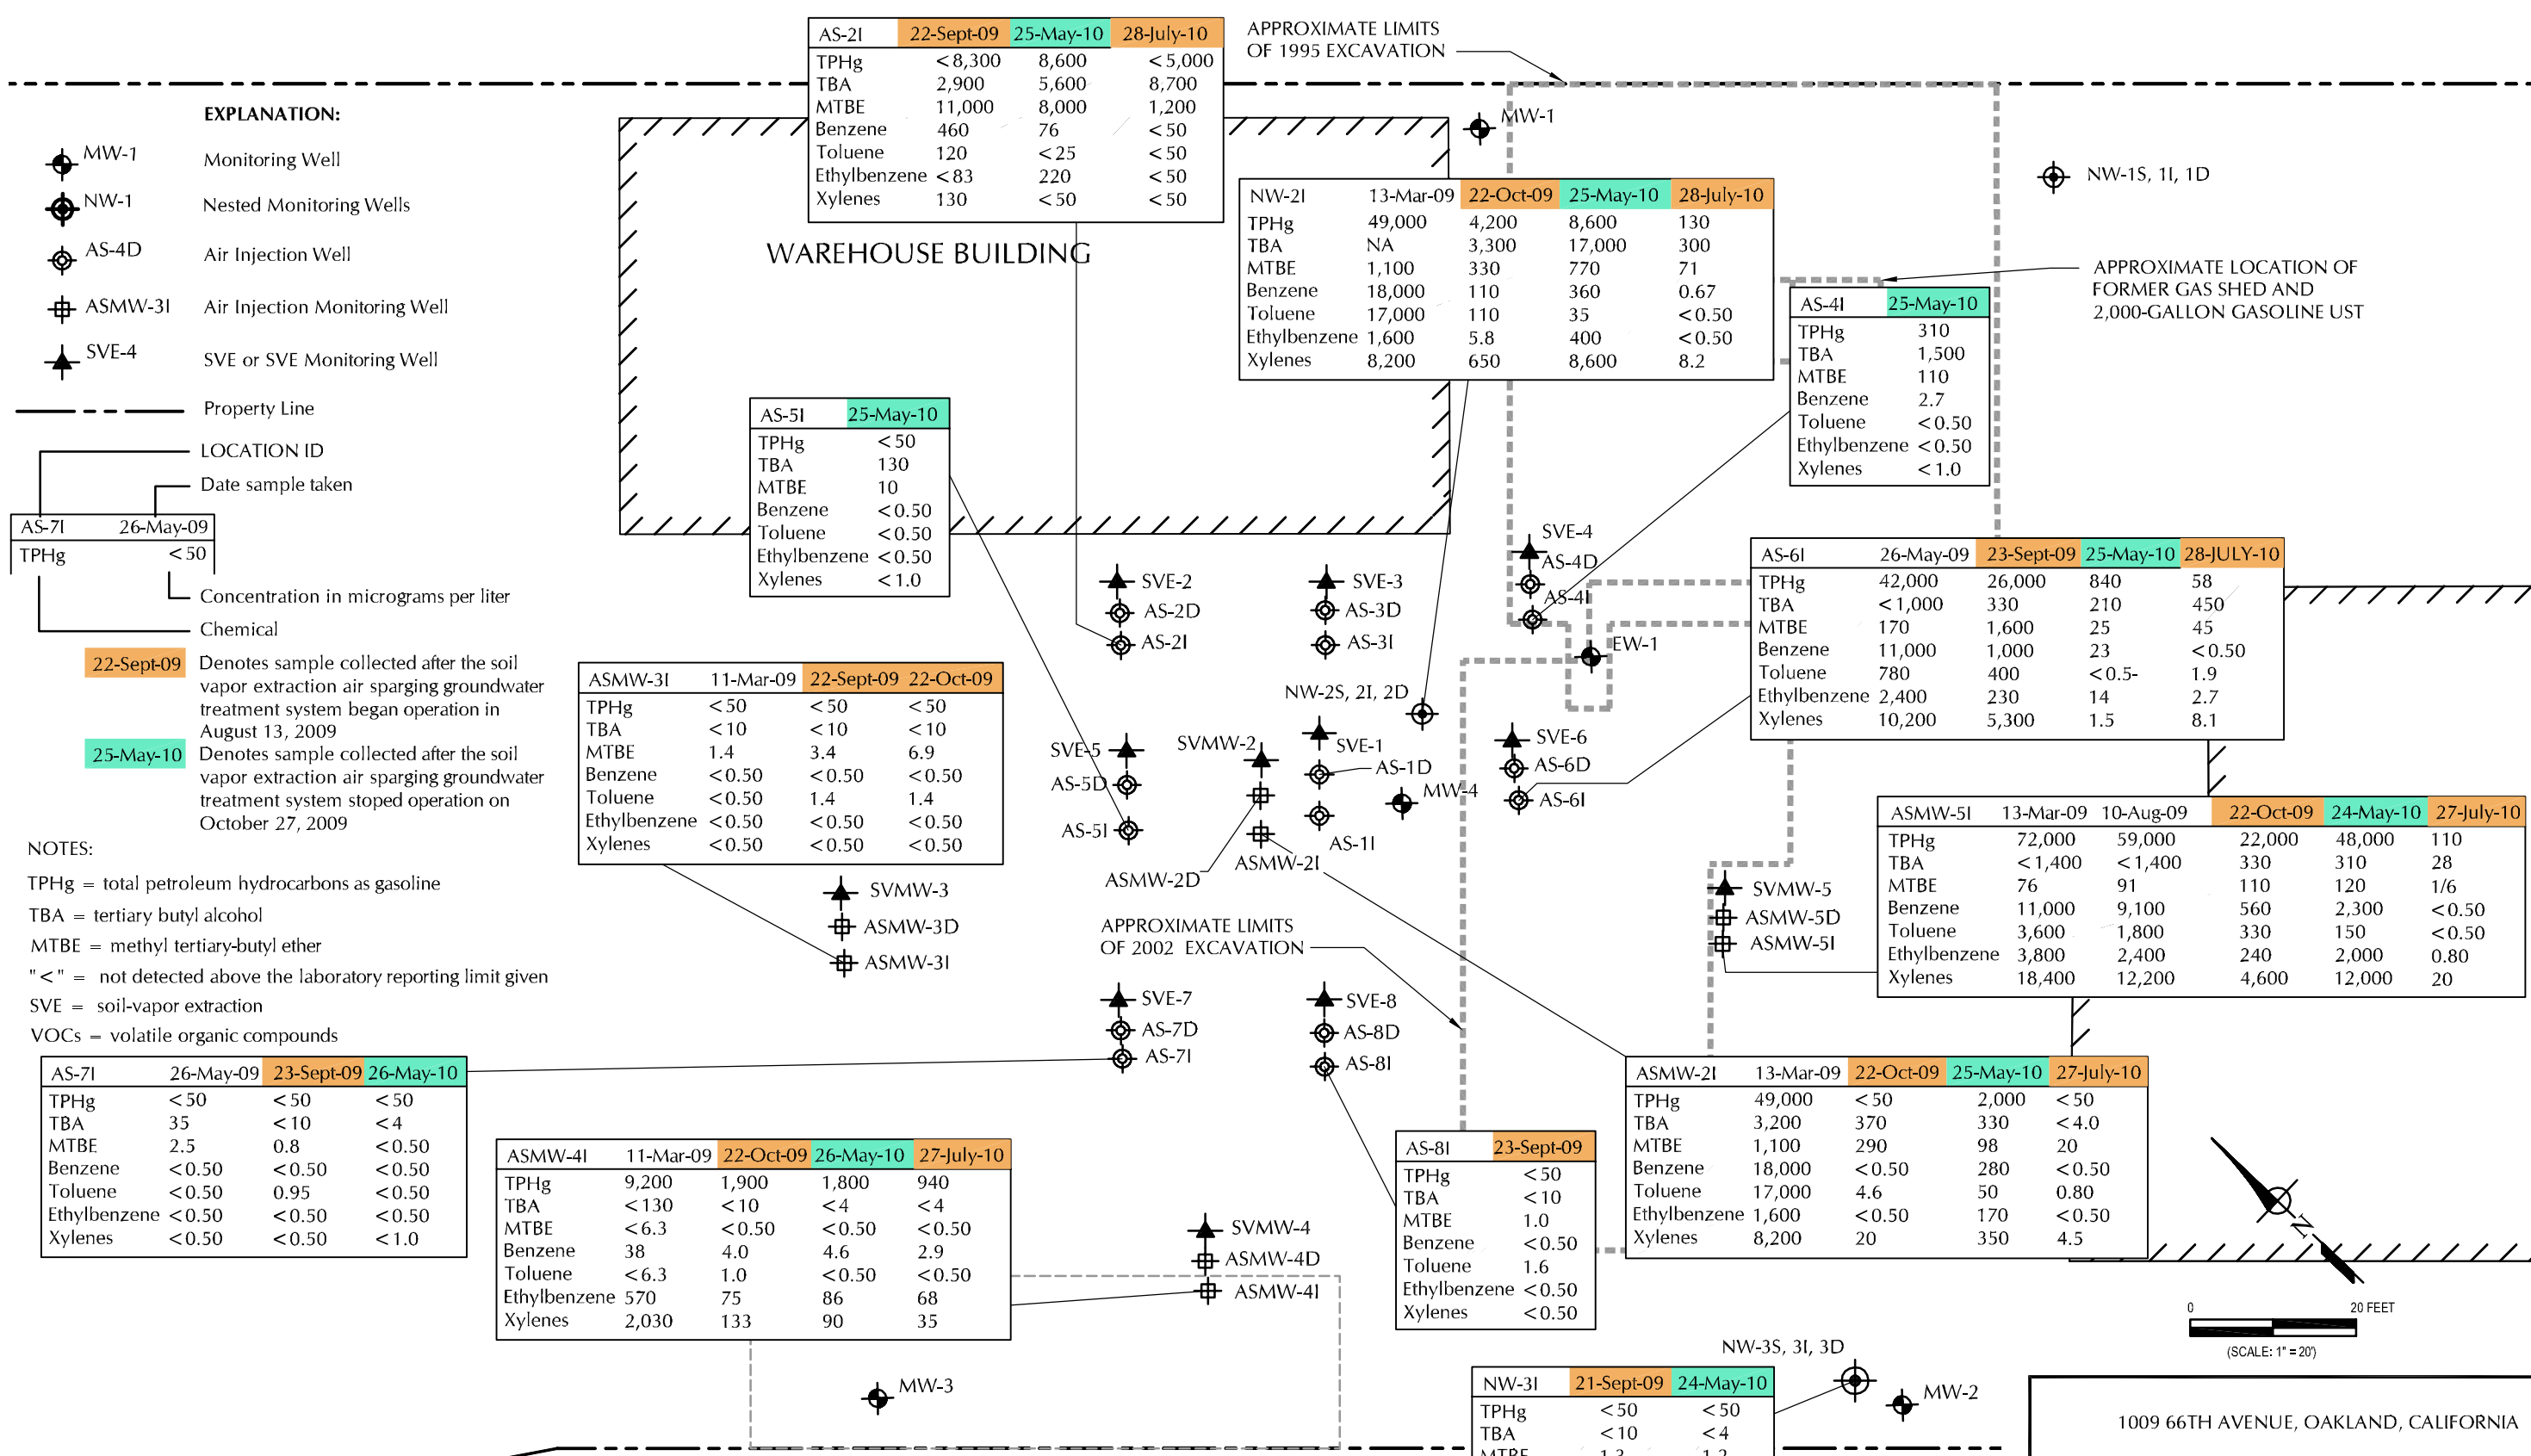 AS-2I 22-Sept-09 25-May-10 28-July-10
TPHg <8,300 8,600 <5,000
TBA 2,900 5,600 8,700
MTBE 11,000 8,000 1,200
Benzene 460 76 <50
Toluene 120 <25 <50
Ethylbenzene <83 220 <50
Xylenes 130 <50 <50
APPROXIMATE LIMITS
OF 1995 EXCAVATION
MW-1
NW-1S, 1I, 1D
EXPLANATION:
MW-1 Monitoring Well
NW-1 Nested Monitoring Wells
AS-4D Air Injection Well
ASMW-3I Air Injection Monitoring Well
SVE-4 SVE or SVE Monitoring Well
Property Line
LOCATION ID
Date sample taken
AS-7I 26-May-09
TPHg <50
Concentration in micrograms per liter
Chemical
22-Sept-09 Denotes sample collected after the soil
vapor extraction air sparging groundwater
treatment system began operation in
August 13, 2009
25-May-10 Denotes sample collected after the soil
vapor extraction air sparging groundwater
treatment system stoped operation on
October 27, 2009
NOTES:
TPHg = total petroleum hydrocarbons as gasoline
TBA = tertiary butyl alcohol
MTBE = methyl tertiary-butyl ether
"<" = not detected above the laboratory reporting limit given
SVE = soil-vapor extraction
VOCs = volatile organic compounds
WAREHOUSE BUILDING
NW-2I 13-Mar-09 22-Oct-09 25-May-10 28-July-10
TPHg 49,000 4,200 8,600 130
TBA NA 3,300 17,000 300
MTBE 1,100 330 770 71
Benzene 18,000 110 360 0.67
Toluene 17,000 110 35 <0.50
Ethylbenzene 1,600 5.8 400 <0.50
Xylenes 8,200 650 8,600 8.2
APPROXIMATE LOCATION OF
FORMER GAS SHED AND
2,000-GALLON GASOLINE UST
AS-4I 25-May-10
TPHg 310
TBA 1,500
MTBE 110
Benzene 2.7
Toluene <0.50
Ethylbenzene <0.50
Xylenes <1.0
AS-5I 25-May-10
TPHg <50
TBA 130
MTBE 10
Benzene <0.50
Toluene <0.50
Ethylbenzene <0.50
Xylenes <1.0
SVE-2
AS-2D
AS-2I
SVE-3
AS-3D
AS-3I
SVE-4
AS-4D
AS-4I
EW-1
AS-6I 26-May-09 23-Sept-09 25-May-10 28-JULY-10
TPHg 42,000 26,000 840 58
TBA <1,000 330 210 450
MTBE 170 1,600 25 45
Benzene 11,000 1,000 23 <0.50
Toluene 780 400 <0.5- 1.9
Ethylbenzene 2,400 230 14 2.7
Xylenes 10,200 5,300 1.5 8.1
ASMW-3I 11-Mar-09 22-Sept-09 22-Oct-09
TPHg <50 <50 <50
TBA <10 <10 <10
MTBE 1.4 3.4 6.9
Benzene <0.50 <0.50 <0.50
Toluene <0.50 1.4 1.4
Ethylbenzene <0.50 <0.50 <0.50
Xylenes <0.50 <0.50 <0.50
NW-2S, 2I, 2D
SVE-5
AS-5D
AS-5I
SVMW-2
ASMW-2D
ASMW-2I
SVE-1
AS-1D
AS-1I
MW-4
SVE-6
AS-6D
AS-6I
SVMW-3
ASMW-3D
ASMW-3I
APPROXIMATE LIMITS
OF 2002 EXCAVATION
SVMW-5
ASMW-5D
ASMW-5I
ASMW-5I 13-Mar-09 10-Aug-09 22-Oct-09 24-May-10 27-July-10
TPHg 72,000 59,000 22,000 48,000 110
TBA <1,400 <1,400 330 310 28
MTBE 76 91 110 120 1/6
Benzene 11,000 9,100 560 2,300 <0.50
Toluene 3,600 1,800 330 150 <0.50
Ethylbenzene 3,800 2,400 240 2,000 0.80
Xylenes 18,400 12,200 4,600 12,000 20
SVE-7
AS-7D
AS-7I
SVE-8
AS-8D
AS-8I
AS-7I 26-May-09 23-Sept-09 26-May-10
TPHg <50 <50 <50
TBA 35 <10 <4
MTBE 2.5 0.8 <0.50
Benzene <0.50 <0.50 <0.50
Toluene <0.50 0.95 <0.50
Ethylbenzene <0.50 <0.50 <0.50
Xylenes <0.50 <0.50 <1.0
ASMW-4I 11-Mar-09 22-Oct-09 26-May-10 27-July-10
TPHg 9,200 1,900 1,800 940
TBA <130 <10 <4 <4
MTBE <6.3 <0.50 <0.50 <0.50
Benzene 38 4.0 4.6 2.9
Toluene <6.3 1.0 <0.50 <0.50
Ethylbenzene 570 75 86 68
Xylenes 2,030 133 90 35
SVMW-4
ASMW-4D
ASMW-4I
AS-8I 23-Sept-09
TPHg <50
TBA <10
MTBE 1.0
Benzene <0.50
Toluene 1.6
Ethylbenzene <0.50
Xylenes <0.50
ASMW-2I 13-Mar-09 22-Oct-09 25-May-10 27-July-10
TPHg 49,000 <50 2,000 <50
TBA 3,200 370 330 <4.0
MTBE 1,100 290 98 20
Benzene 18,000 <0.50 280 <0.50
Toluene 17,000 4.6 50 0.80
Ethylbenzene 1,600 <0.50 170 <0.50
Xylenes 8,200 20 350 4.5
N
0 20 FEET
(SCALE: 1" = 20')
MW-3
NW-3S, 3I, 3D
MW-2
NW-3I 21-Sept-09 24-May-10
TPHg <50 <50
TBA <10 <4
MTBE 1.3 1.2
1009 66TH AVENUE, OAKLAND, CALIFORNIA